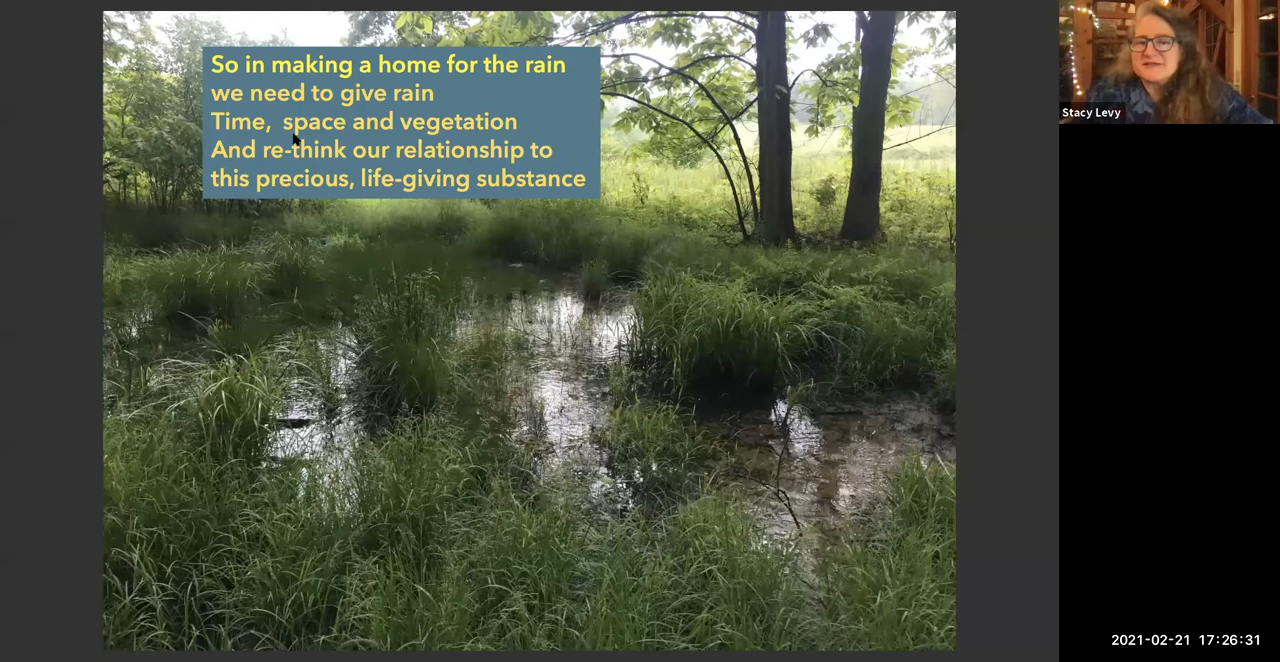 So in making a home for the rain
we need to give rain
Time, space and vegetation
And re-think our relationship to
this precious, life-giving substance
Stacy Levy
2021-02-21 17:26:31